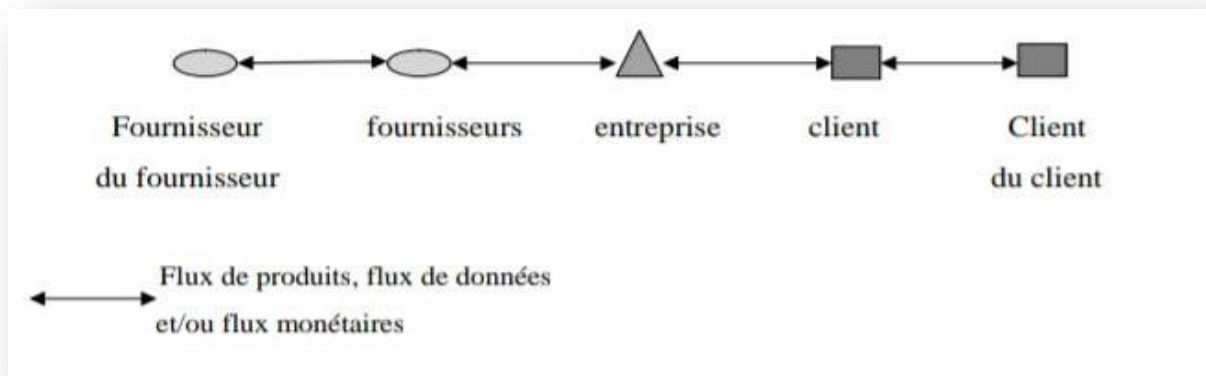 Fournisseur fournisseurs entreprise client Client
du fournisseur du client
Flux de produits, flux de données
et/ou flux monétaires